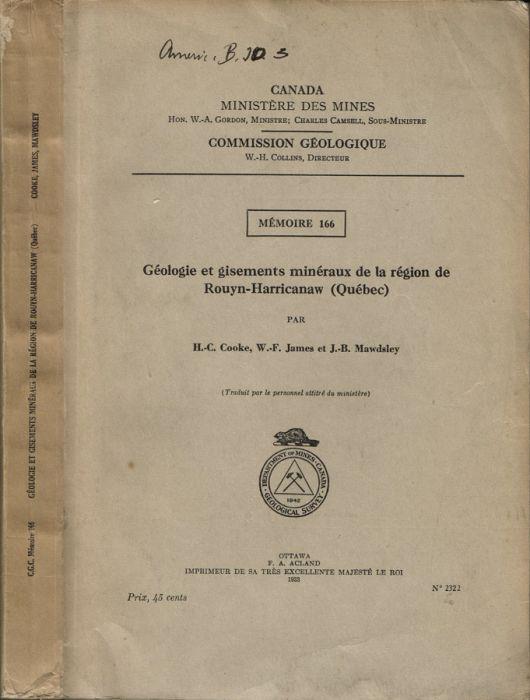 CANADA
MINISTÈRE DES MINES
HON. W.-A. GORDON, MINISTRE; CHARLES CAMSELL, SOUS-MINISTRE
COMMISSION GÉOLOGIQUE
W.-H. COLLINS, DIRECTEUR
MÉMOIRE 166
Géologie et gisements minéraux de la région de
Rouyn-Harricanaw (Québec)
PAR
H.-C. Cooke, W.-F. James et J.-B. Mawdsley
(Traduit par le personnel attitré du ministère)
DEPARTMENT OF MINES · CANADA
1842
GEOLOGICAL SURVEY
OTTAWA
F. A. ACLAND
IMPRIMEUR DE SA TRÈS EXCELLENTE MAJESTÉ LE ROI
1933
N° 2322
Prix, 45 cents
C.G.C. Mémoire 166 GÉOLOGIE ET GISEMENTS MINÉRAUX DE LA RÉGION DE ROUYN-HARRICANAW (Québec) COOKE, JAMES, MAWDSLEY